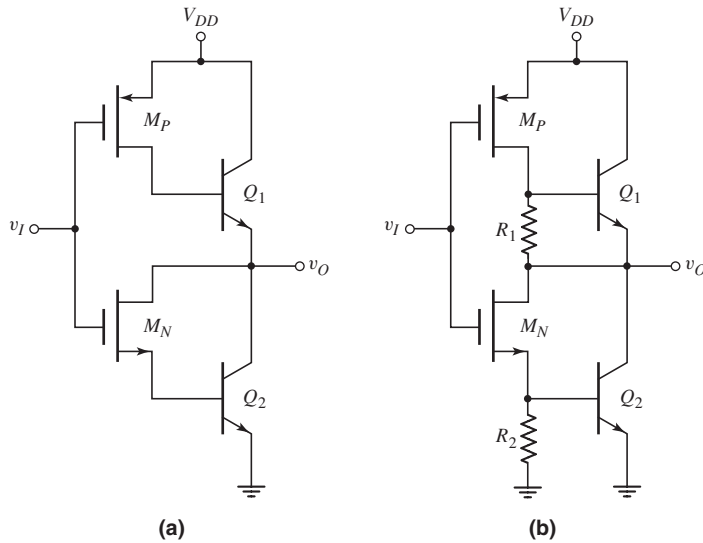 V_DD
M_P
Q_1
v_I
v_O
M_N
Q_2
(a)
V_DD
M_P
Q_1
R_1
v_I
v_O
M_N
Q_2
R_2
(b)